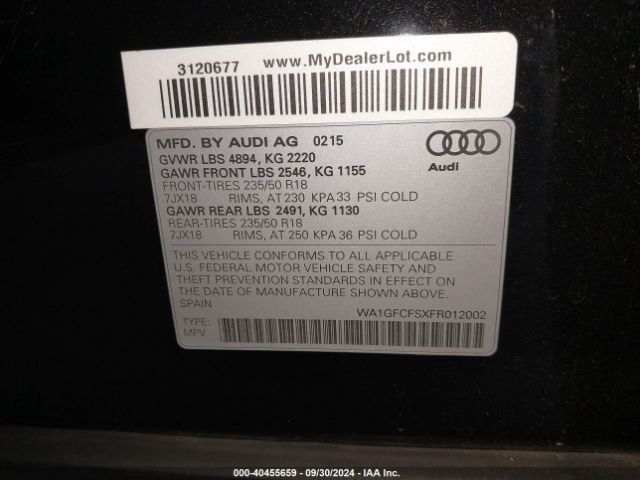 3120677
www.MyDealerLot.com
MFD. BY AUDI AG 0215
GVWR LBS 4894, KG 2220
GAWR FRONT LBS 2546, KG 1155
FRONT-TIRES 235/50 R18
7JX18 RIMS, AT 230 KPA 33 PSI COLD
GAWR REAR LBS 2491, KG 1130
REAR-TIRES 235/50 R18
7JX18 RIMS, AT 250 KPA 36 PSI COLD
Audi
THIS VEHICLE CONFORMS TO ALL APPLICABLE
U.S. FEDERAL MOTOR VEHICLE SAFETY AND
THEFT PREVENTION STANDARDS IN EFFECT ON THE
DATE OF MANUFACTURE SHOWN ABOVE.
SPAIN
WA1GFCFSXFR012002
TYPE:
MPV
000-40455659 - 09/30/2024 - IAA Inc.